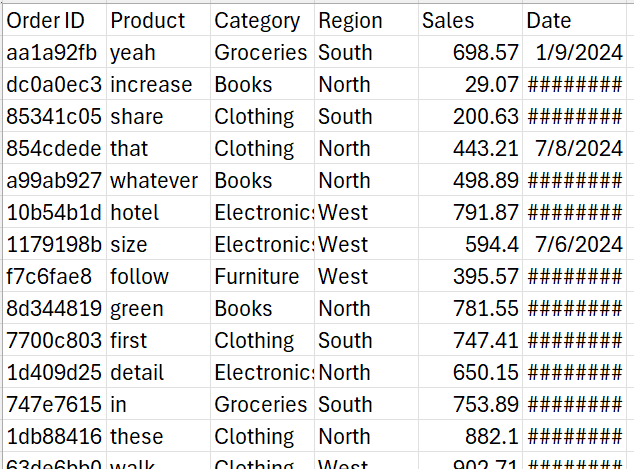 Order ID Product Category Region Sales Date
aa1a92fb yeah Groceries South 698.57 1/9/2024
dc0a0ec3 increase Books North 29.07 ########
85341c05 share Clothing South 200.63 ########
854cdede that Clothing North 443.21 7/8/2024
a99ab927 whatever Books North 498.89 ########
10b54b1d hotel Electronics West 791.87 ########
1179198b size Electronics West 594.4 7/6/2024
f7c6fae8 follow Furniture West 395.57 ########
8d344819 green Books North 781.55 ########
7700c803 first Clothing South 747.41 ########
1d409d25 detail Electronics North 650.15 ########
747e7615 in Groceries South 753.89 ########
1db88416 these Clothing North 882.1 ########
63de6bb0 walk Clothing West 902.71 ########